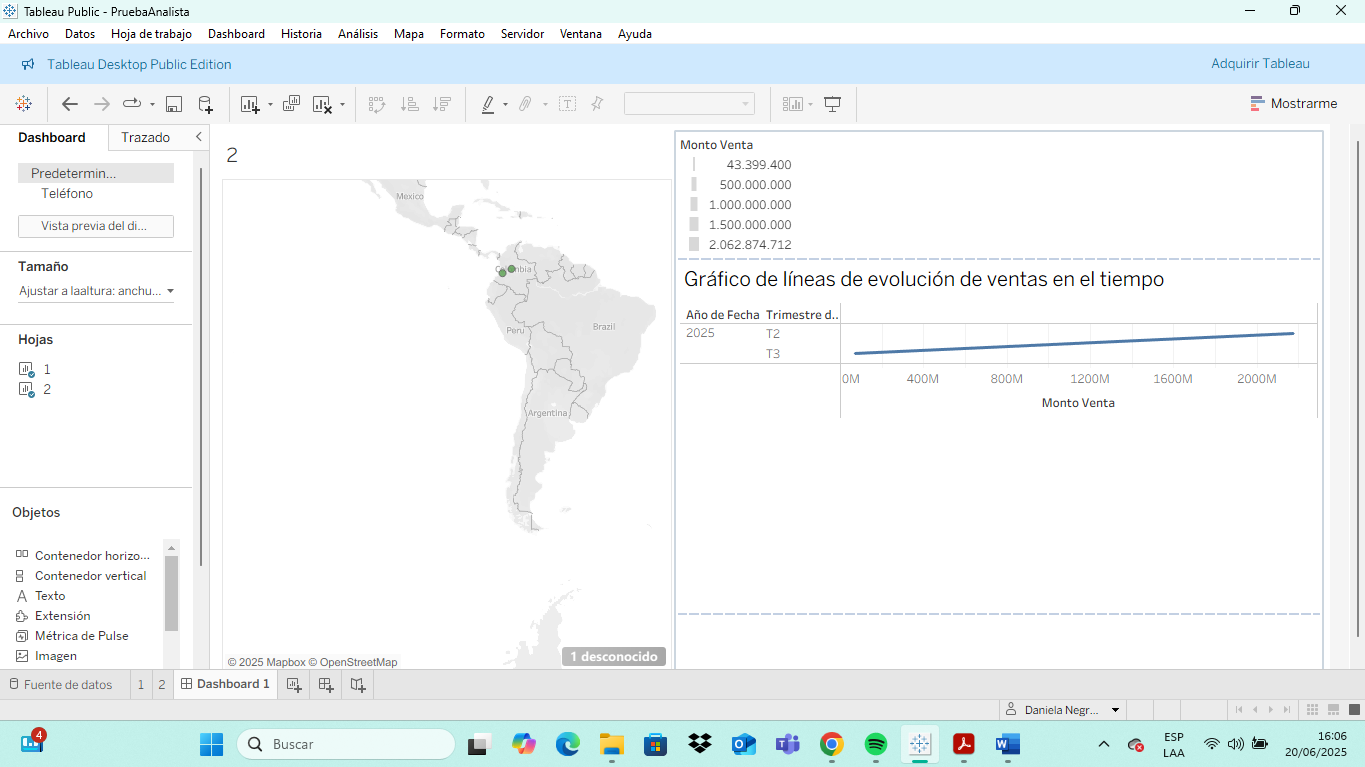 Tableau Public - PruebaAnalista
Archivo Datos Hoja de trabajo Dashboard Historia Análisis Mapa Formato Servidor Ventana Ayuda
Tableau Desktop Public Edition Adquirir Tableau
Mostrarme
Dashboard Trazado
Predetermin...
Teléfono
Vista previa del di...
Tamaño
Ajustar a laaltura: anchu...
Hojas
1
2
Objetos
Contenedor horizo...
Contenedor vertical
Texto
Extensión
Métrica de Pulse
Imagen
2
Mexico
Colombia
Peru
Brazil
Argentina
© 2025 Mapbox © OpenStreetMap
1 desconocido
Monto Venta
43.399.400
500.000.000
1.000.000.000
1.500.000.000
2.062.874.712
Gráfico de líneas de evolución de ventas en el tiempo
Año de Fecha Trimestre d..
2025 T2
T3
0M 400M 800M 1200M 1600M 2000M
Monto Venta
Fuente de datos 1 2 Dashboard 1
Daniela Negr...
4
Buscar
ESP
LAA
16:06
20/06/2025